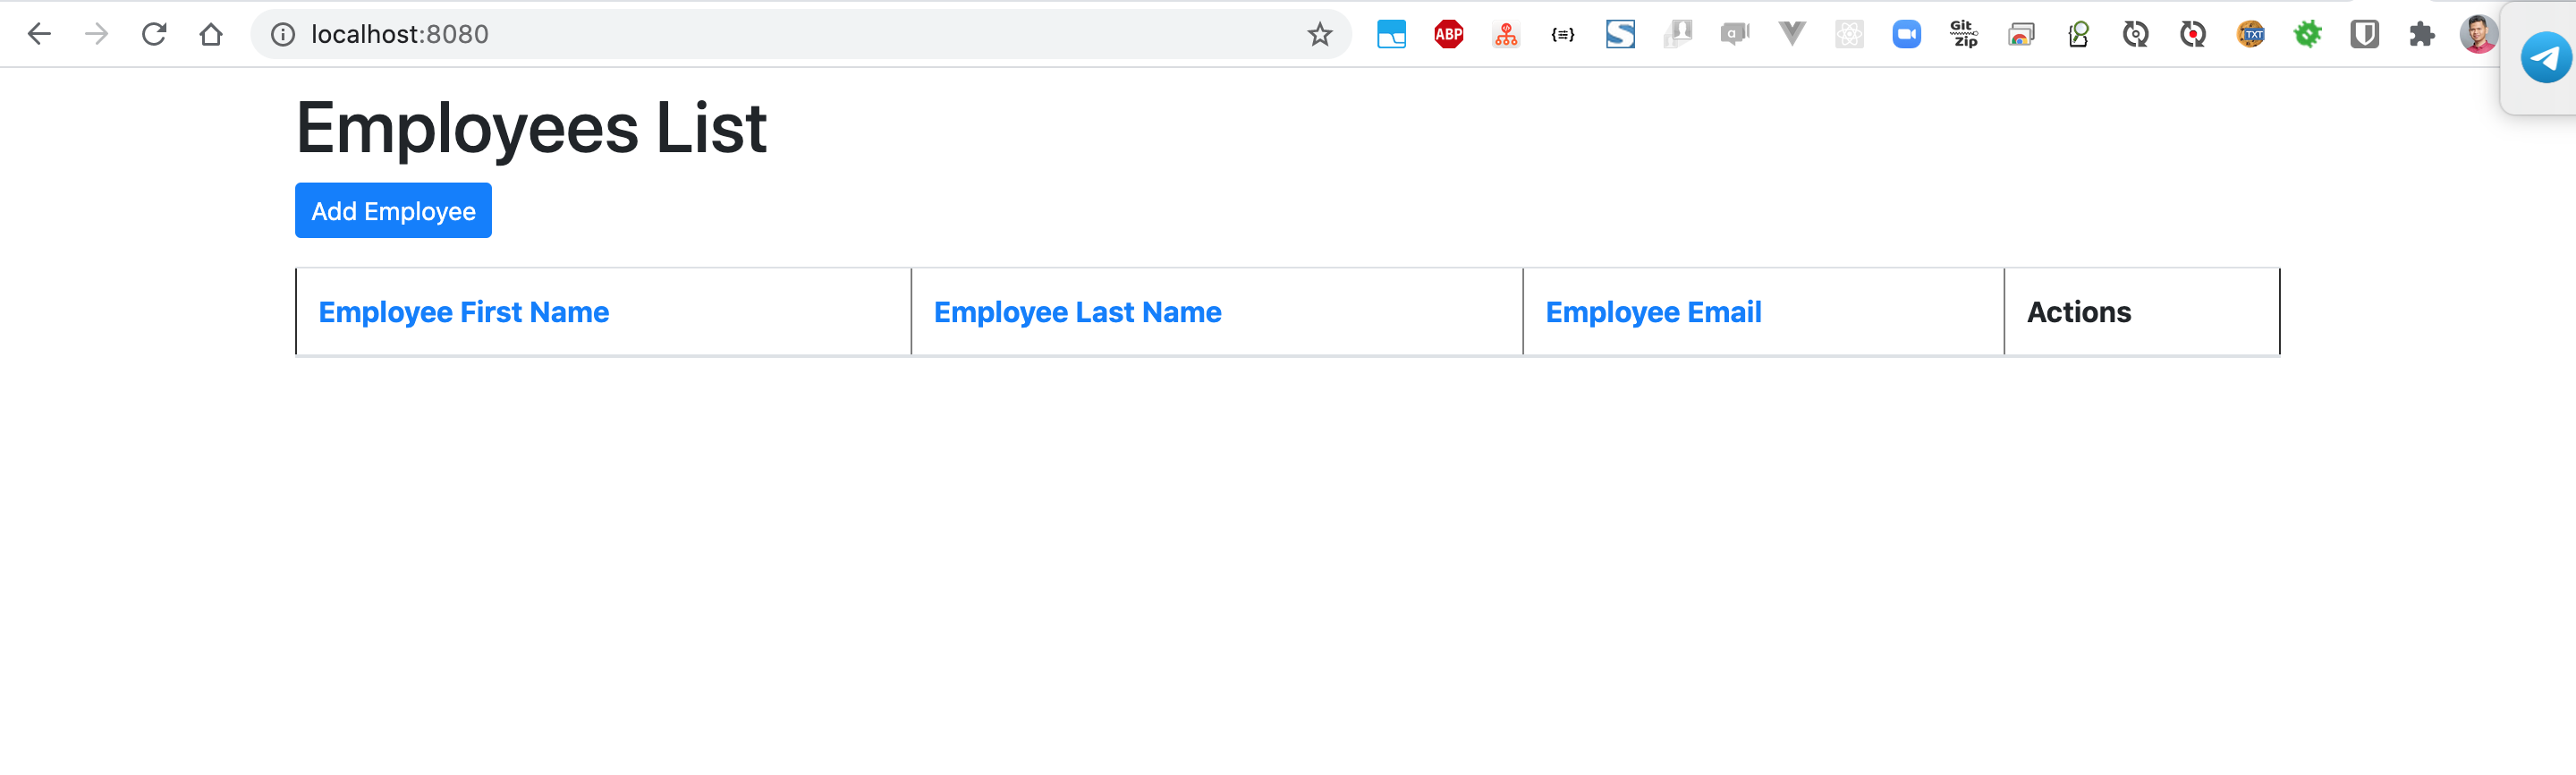 localhost:8080
ABP
{≡}
S
a
Git
Zip
TXT
Employees List
Add Employee
Employee First Name Employee Last Name Employee Email Actions